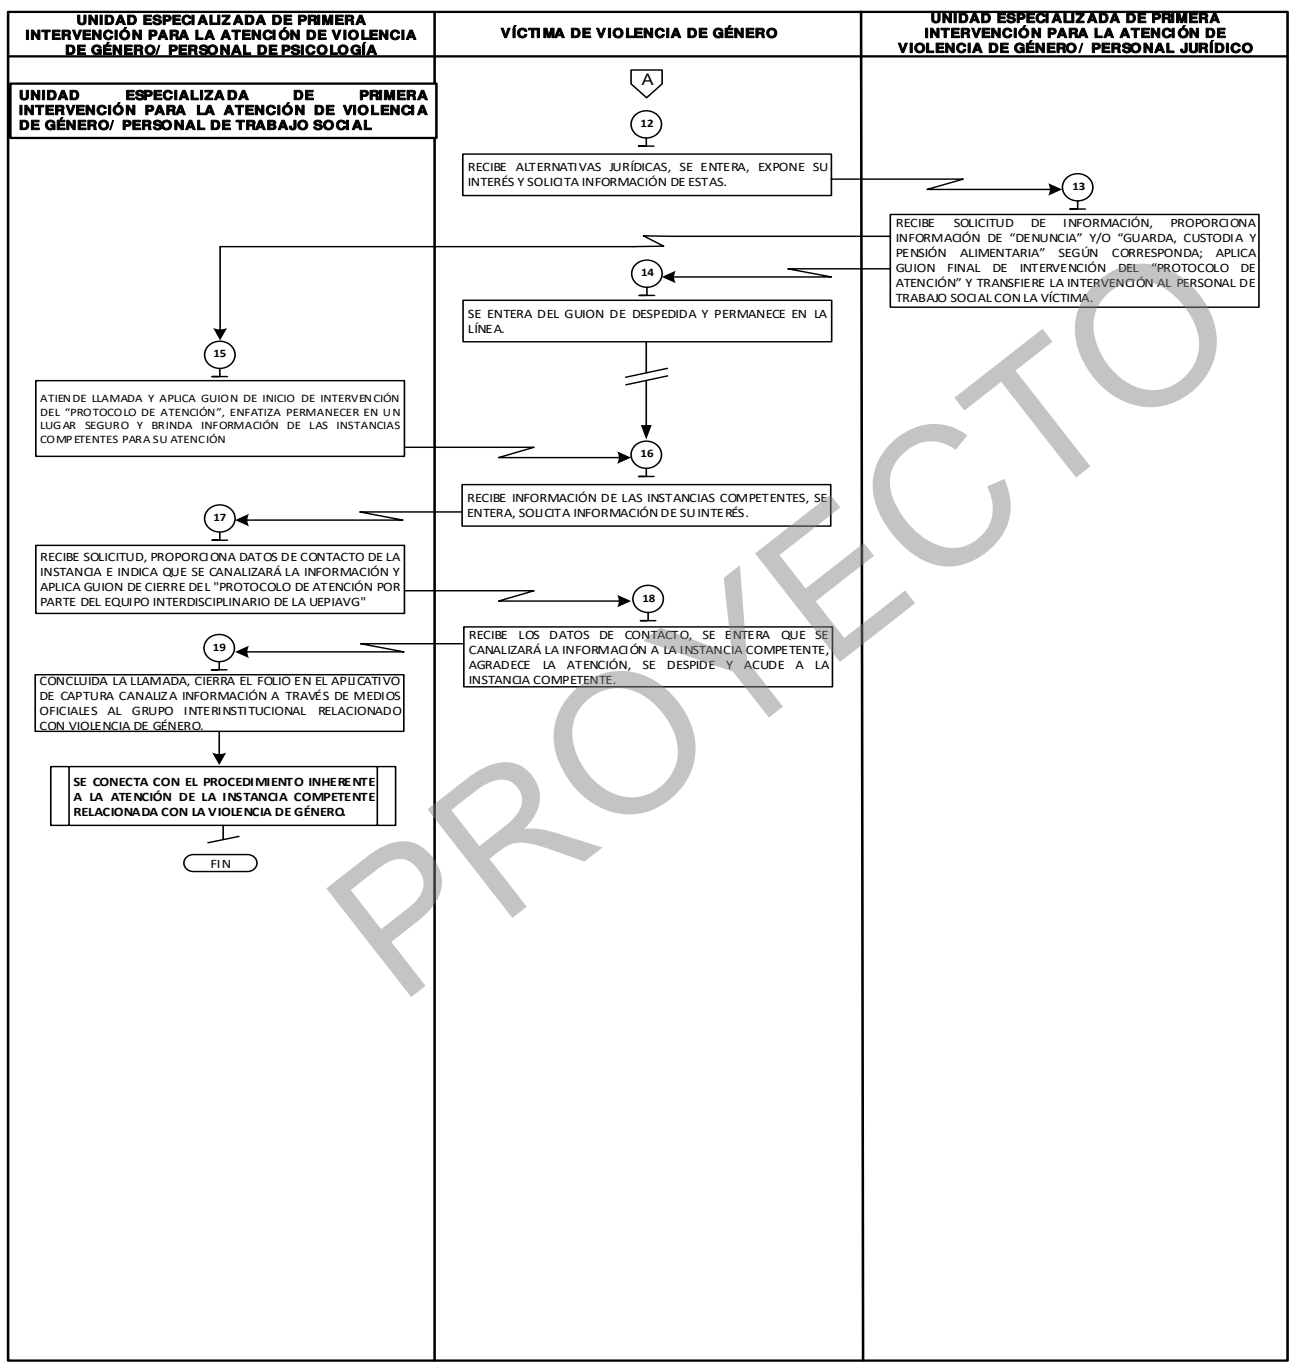 UNIDAD ESPECIALIZADA DE PRIMERA
INTERVENCIÓN PARA LA ATENCIÓN DE VIOLENCIA
DE GÉNERO/ PERSONAL DE PSICOLOGÍA
VÍCTIMA DE VIOLENCIA DE GÉNERO
UNIDAD ESPECIALIZADA DE PRIMERA
INTERVENCIÓN PARA LA ATENCIÓN DE
VIOLENCIA DE GÉNERO/ PERSONAL JURÍDICO
UNIDAD ESPECIALIZADA DE PRIMERA
INTERVENCIÓN PARA LA ATENCIÓN DE VIOLENCIA
DE GÉNERO/ PERSONAL DE TRABAJO SOCIAL
A
12
RECIBE ALTERNATIVAS JURÍDICAS, SE ENTERA, EXPONE SU
INTERÉS Y SOLICITA INFORMACIÓN DE ESTAS.
13
RECIBE SOLICITUD DE INFORMACIÓN, PROPORCIONA
INFORMACIÓN DE “DENUNCIA” Y/O “GUARDA, CUSTODIA Y
PENSIÓN ALIMENTARIA” SEGÚN CORRESPONDA; APLICA
GUION FINAL DE INTERVENCIÓN DEL “PROTOCOLO DE
ATENCIÓN” Y TRANSFIERE LA INTERVENCIÓN AL PERSONAL DE
TRABAJO SOCIAL CON LA VÍCTIMA.
14
SE ENTERA DEL GUION DE DESPEDIDA Y PERMANECE EN LA
LÍNEA.
15
ATIENDE LLAMADA Y APLICA GUION DE INICIO DE INTERVENCIÓN
DEL “PROTOCOLO DE ATENCIÓN”, ENFATIZA PERMANECER EN UN
LUGAR SEGURO Y BRINDA INFORMACIÓN DE LAS INSTANCIAS
COMPETENTES PARA SU ATENCIÓN
16
RECIBE INFORMACIÓN DE LAS INSTANCIAS COMPETENTES, SE
ENTERA, SOLICITA INFORMACIÓN DE SU INTERÉS.
17
RECIBE SOLICITUD, PROPORCIONA DATOS DE CONTACTO DE LA
INSTANCIA E INDICA QUE SE CANALIZARÁ LA INFORMACIÓN Y
APLICA GUION DE CIERRE DEL "PROTOCOLO DE ATENCIÓN POR
PARTE DEL EQUIPO INTERDISCIPLINARIO DE LA UEPIAVG"
18
RECIBE LOS DATOS DE CONTACTO, SE ENTERA QUE SE
CANALIZARÁ LA INFORMACIÓN A LA INSTANCIA COMPETENTE,
AGRADECE LA ATENCIÓN, SE DESPIDE Y ACUDE A LA
INSTANCIA COMPETENTE.
19
CONCLUIDA LA LLAMADA, CIERRA EL FOLIO EN EL APLICATIVO
DE CAPTURA CANALIZA INFORMACIÓN A TRAVÉS DE MEDIOS
OFICIALES AL GRUPO INTERINSTITUCIONAL RELACIONADO
CON VIOLENCIA DE GÉNERO.
SE CONECTA CON EL PROCEDIMIENTO INHERENTE
A LA ATENCIÓN DE LA INSTANCIA COMPETENTE
RELACIONADA CON LA VIOLENCIA DE GÉNERO.
FIN
PROYECTO